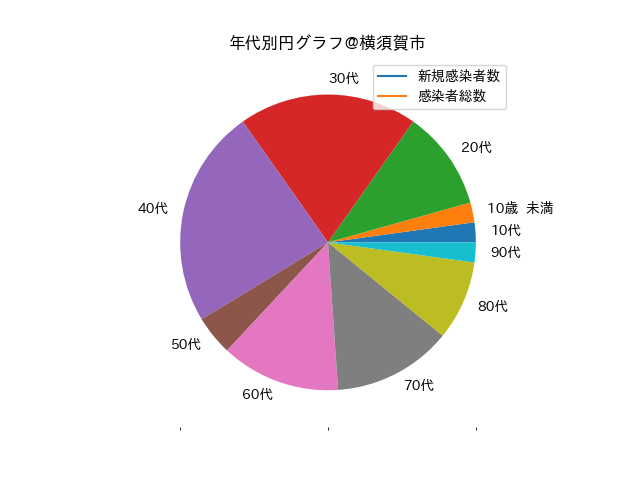 年代別円グラフ@横須賀市
新規感染者数
感染者総数
30代
20代
40代
10歳 未満
10代
90代
80代
50代
70代
60代